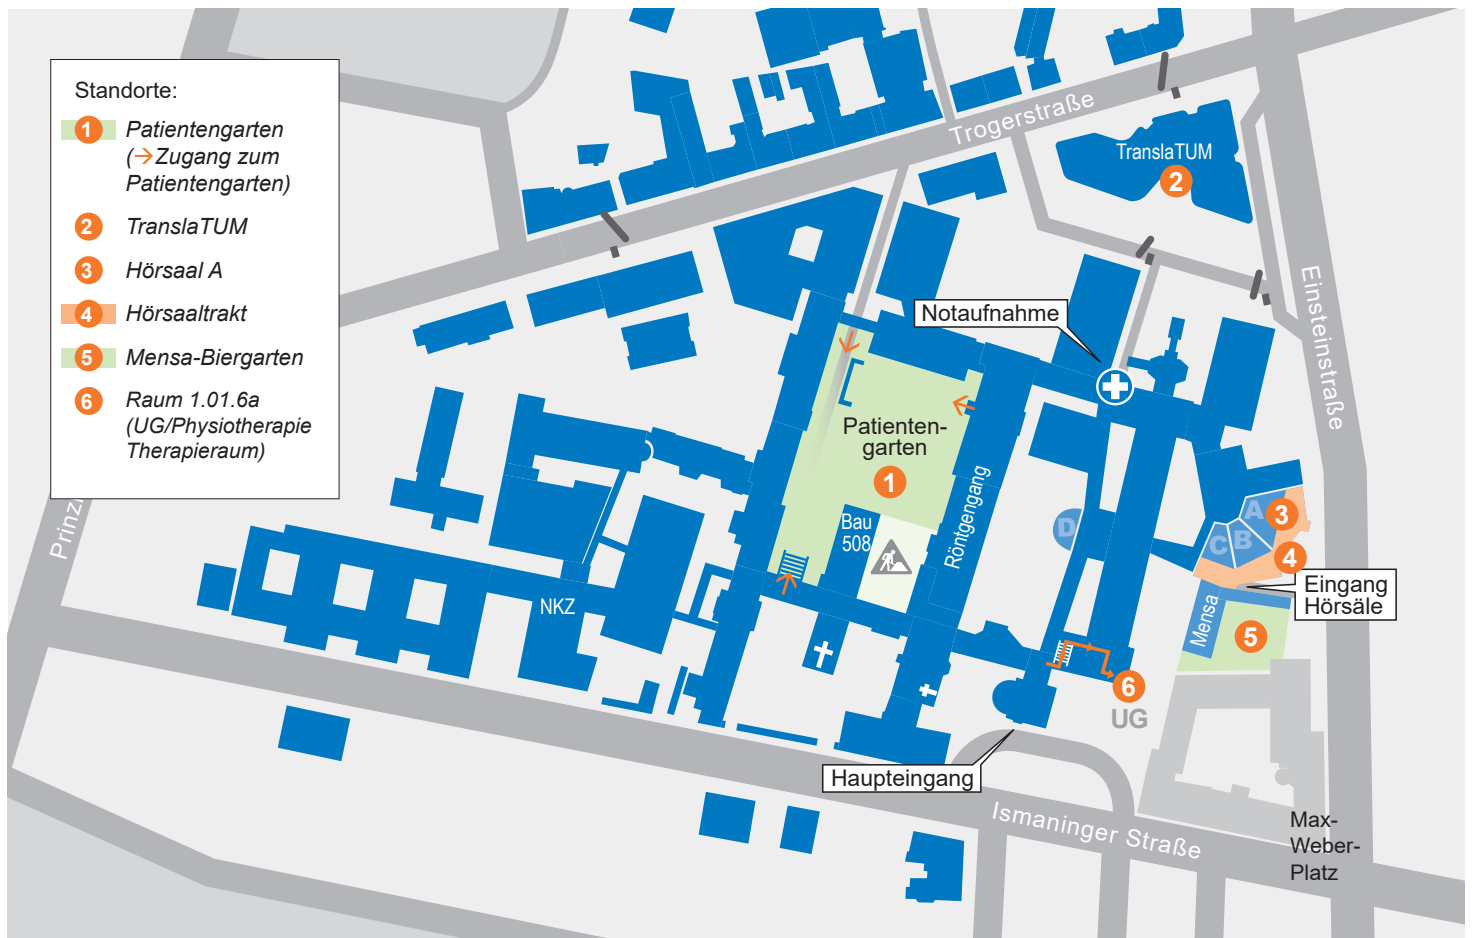 Standorte:
1 Patientengarten
(→Zugang zum
Patientengarten)
2 TranslaTUM
3 Hörsaal A
4 Hörsaaltrakt
5 Mensa-Biergarten
6 Raum 1.01.6a
(UG/Physiotherapie
Therapieraum)
Trogerstraße
TranslaTUM
2
Einsteinstraße
Notaufnahme
Patienten-
garten
1
Röntgengang
Bau
508
Prinz
NKZ
D
A
3
B
C
4
Eingang
Hörsäle
Mensa
5
6
UG
Haupteingang
Ismaninger Straße
Max-
Weber-
Platz